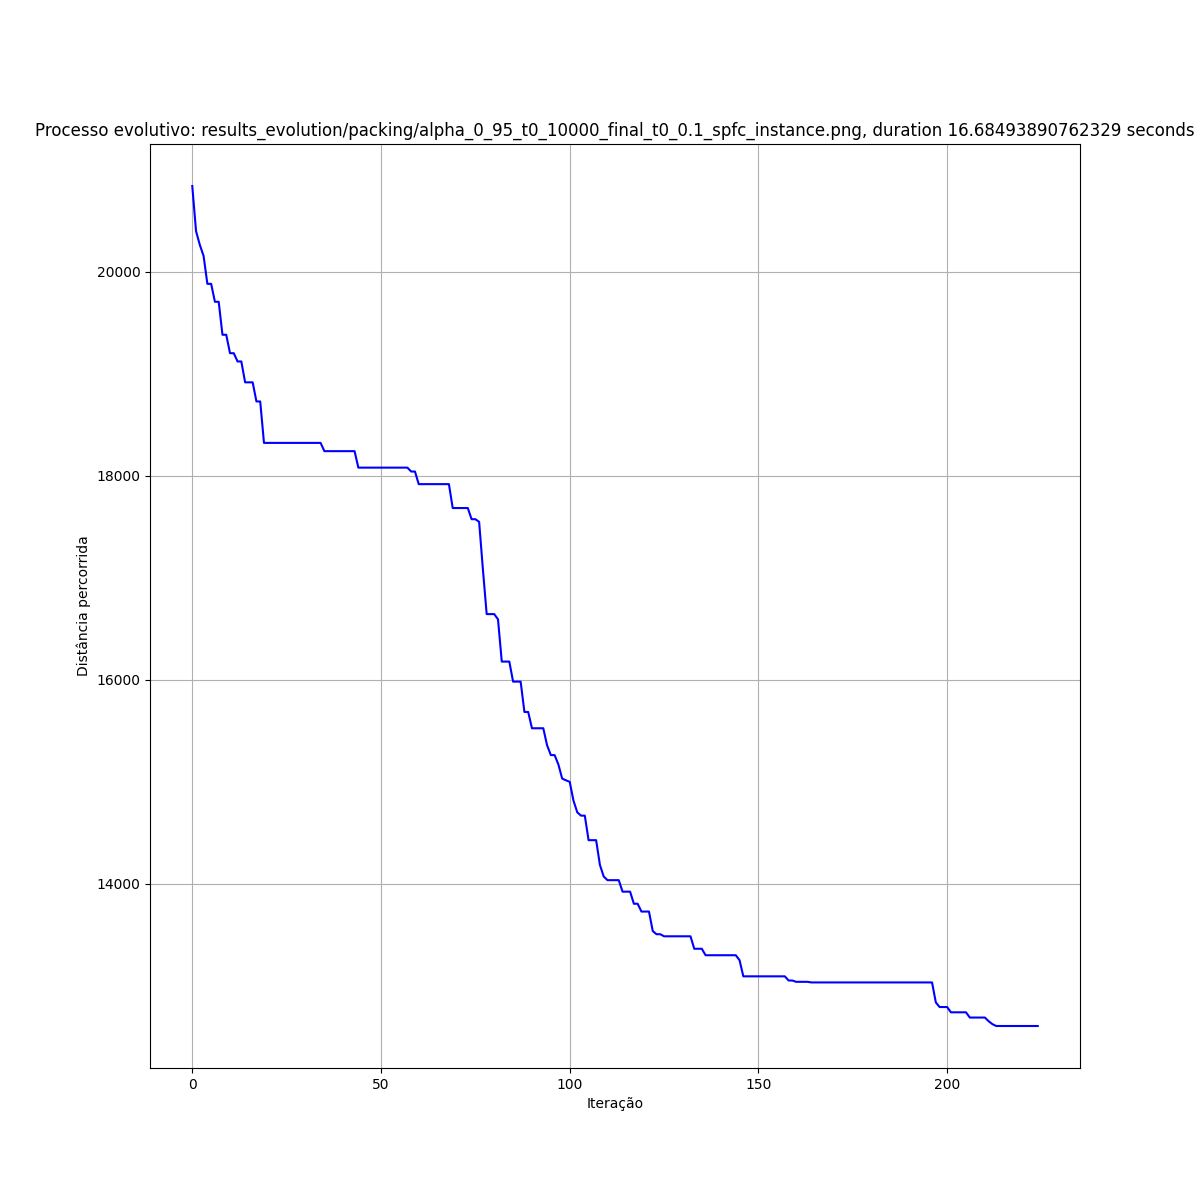 Processo evolutivo: results_evolution/packing/alpha_0_95_t0_10000_final_t0_0.1_spfc_instance.png, duration 16.68493890762329 seconds
20000
18000
16000
14000
Distância percorrida
0 50 100 150 200
Iteração